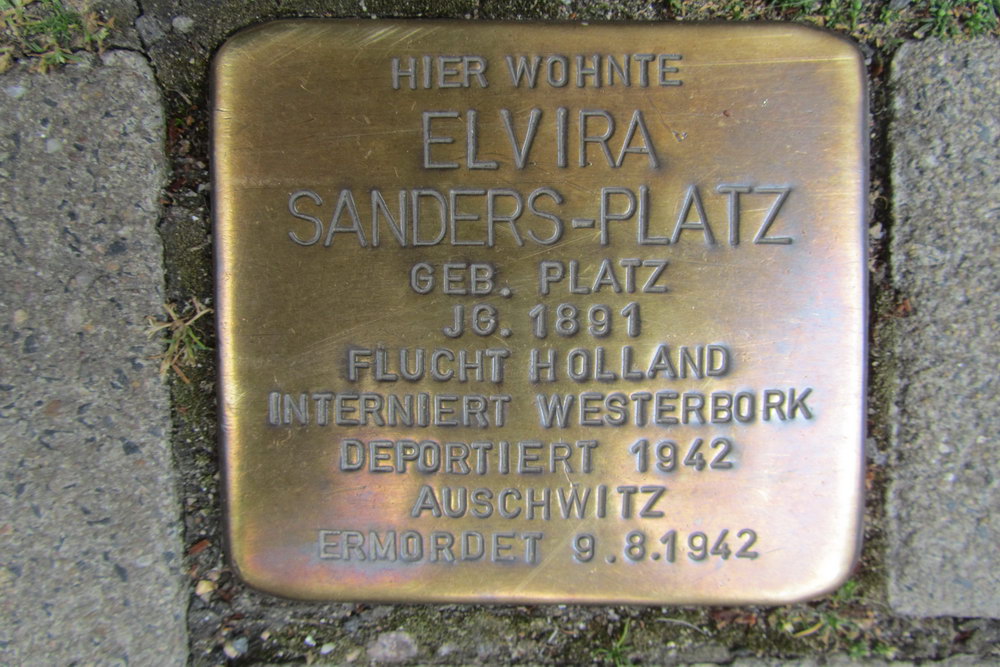 HIER WOHNTE
ELVIRA
SANDERS-PLATZ
GEB. PLATZ
JG. 1891
FLUCHT HOLLAND
INTERNIERT WESTERBORK
DEPORTIERT 1942
AUSCHWITZ
ERMORDET 9.8.1942